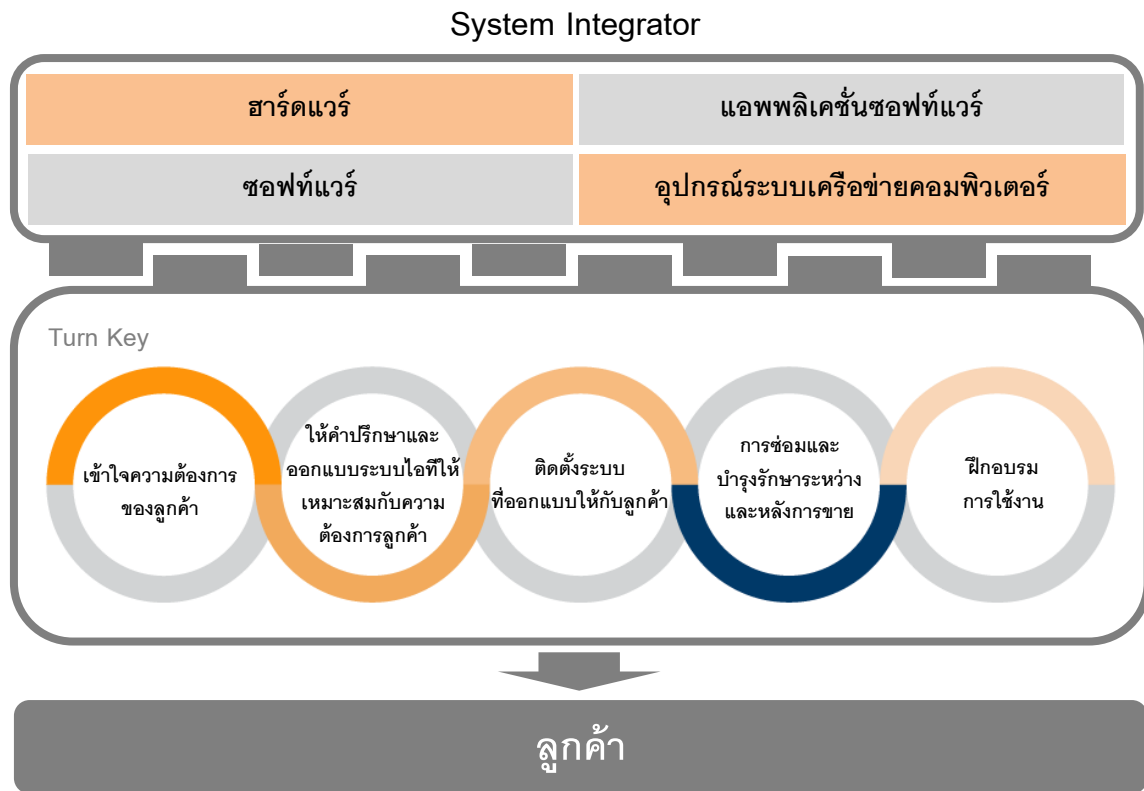 System Integrator
ฮาร์ดแวร์
แอพพลิเคชั่นซอฟท์แวร์
ซอฟท์แวร์
อุปกรณ์ระบบเครือข่ายคอมพิวเตอร์
Turn Key
เข้าใจความต้องการ
ของลูกค้า
ให้คำปรึกษาและ
ออกแบบระบบไอทีให้
เหมาะสมกับความ
ต้องการลูกค้า
ติดตั้งระบบ
ที่ออกแบบให้กับลูกค้า
การซ่อมและ
บำรุงรักษาระหว่าง
และหลังการขาย
ฝึกอบรม
การใช้งาน
ลูกค้า